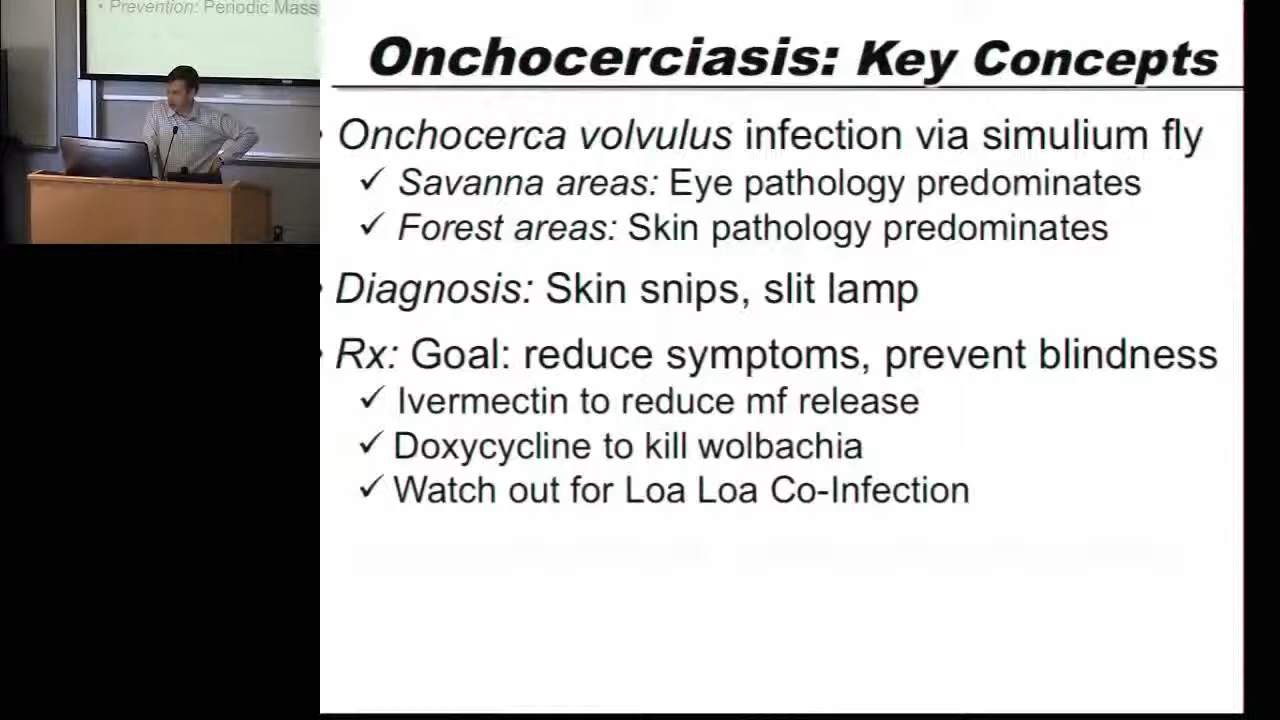 • Prevention: Periodic Mass
Onchocerciasis: Key Concepts
• Onchocerca volvulus infection via simulium fly
✓ Savanna areas: Eye pathology predominates
✓ Forest areas: Skin pathology predominates
• Diagnosis: Skin snips, slit lamp
• Rx: Goal: reduce symptoms, prevent blindness
✓ Ivermectin to reduce mf release
✓ Doxycycline to kill wolbachia
✓ Watch out for Loa Loa Co-Infection